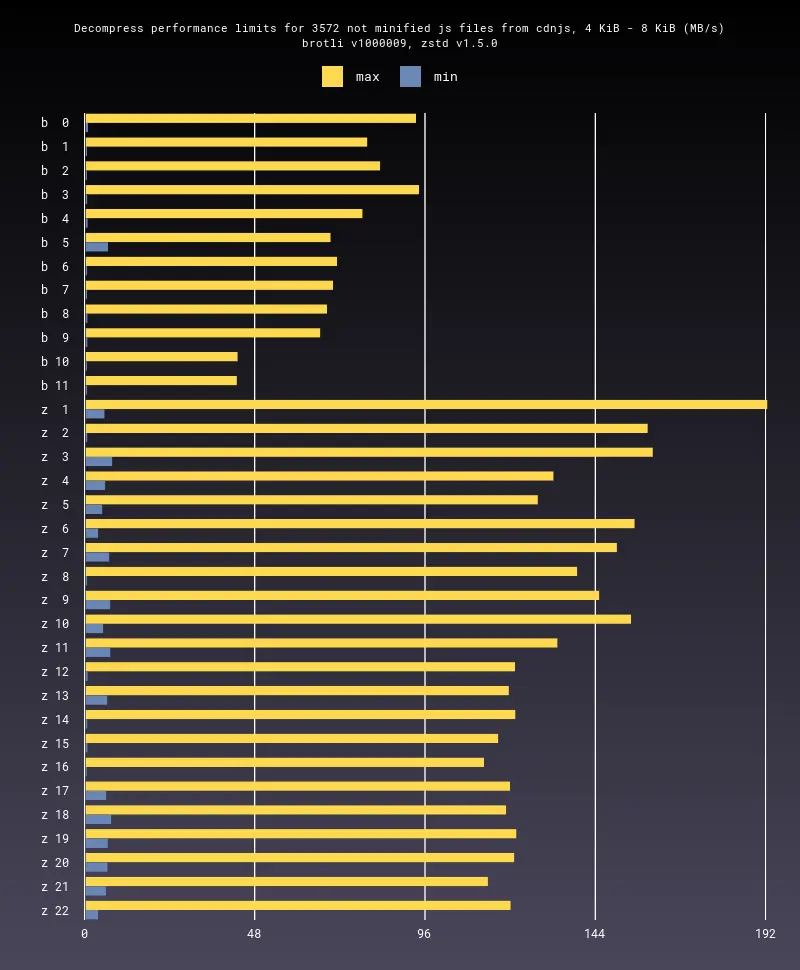 Decompress performance limits for 3572 not minified js files from cdnjs, 4 KiB - 8 KiB (MB/s)
brotli v1000009, zstd v1.5.0
max min
b 0
b 1
b 2
b 3
b 4
b 5
b 6
b 7
b 8
b 9
b 10
b 11
z 1
z 2
z 3
z 4
z 5
z 6
z 7
z 8
z 9
z 10
z 11
z 12
z 13
z 14
z 15
z 16
z 17
z 18
z 19
z 20
z 21
z 22
0 48 96 144 192